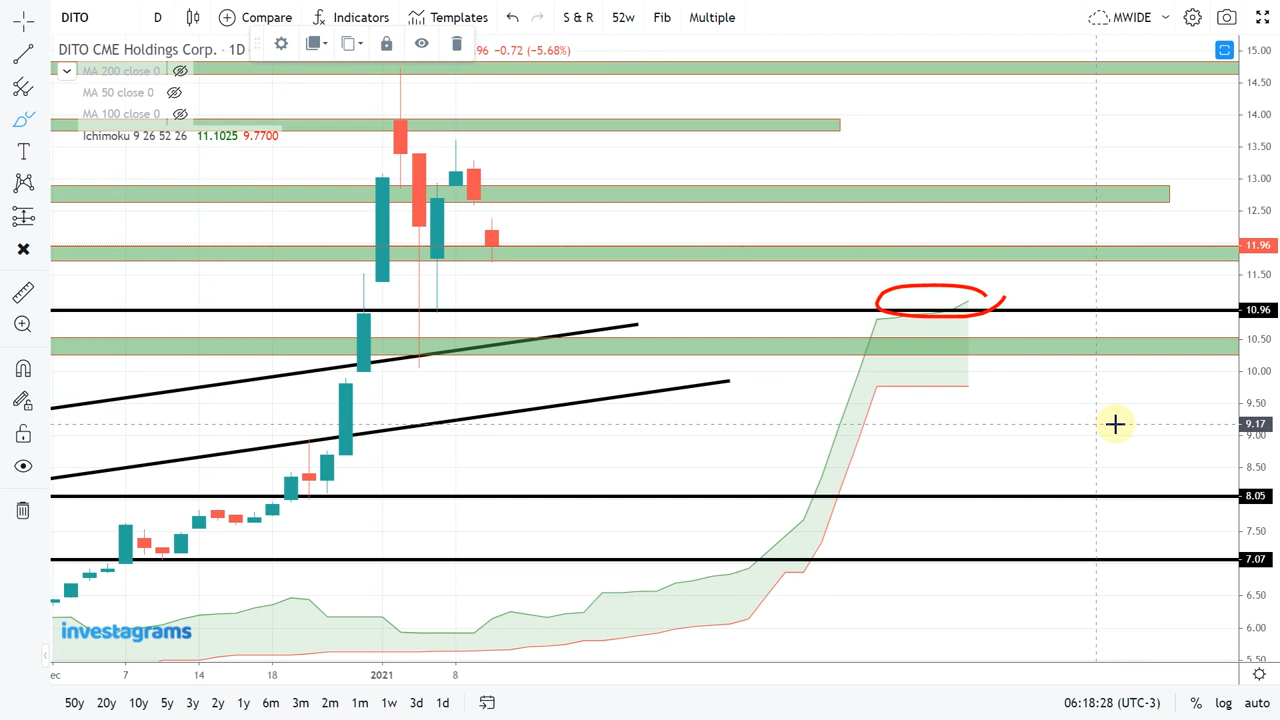 DITO D Compare Indicators Templates S & R 52w Fib Multiple MWIDE
DITO CME Holdings Corp. 1D 96 −0.72 (−5.68%)
MA 200 close 0
MA 50 close 0
MA 100 close 0
Ichimoku 9 26 52 26 11.1025 9.7700
15.00
14.50
13.50
13.00
12.50
11.96
11.50
10.96
10.50
10.00
9.50
9.17
9.00
8.50
8.05
7.50
7.07
6.50
6.00
5.50
investagrams
ec 7 14 18 2021 8
50y 20y 10y 5y 3y 2y 1y 6m 3m 2m 1m 1w 3d 1d 06:18:28 (UTC-3) % log auto